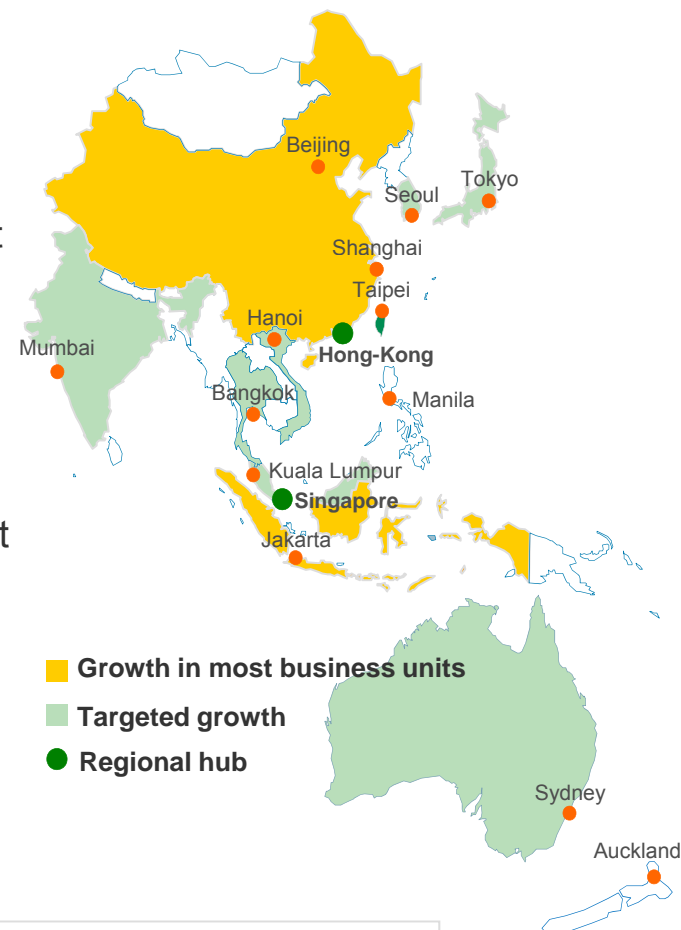 Beijing
Tokyo
Seoul
Shanghai
Taipei
Hanoi
Mumbai
Hong-Kong
Bangkok
Manila
Kuala Lumpur
Singapore
t
Jakarta
Growth in most business units
Targeted growth
Regional hub
Sydney
Auckland